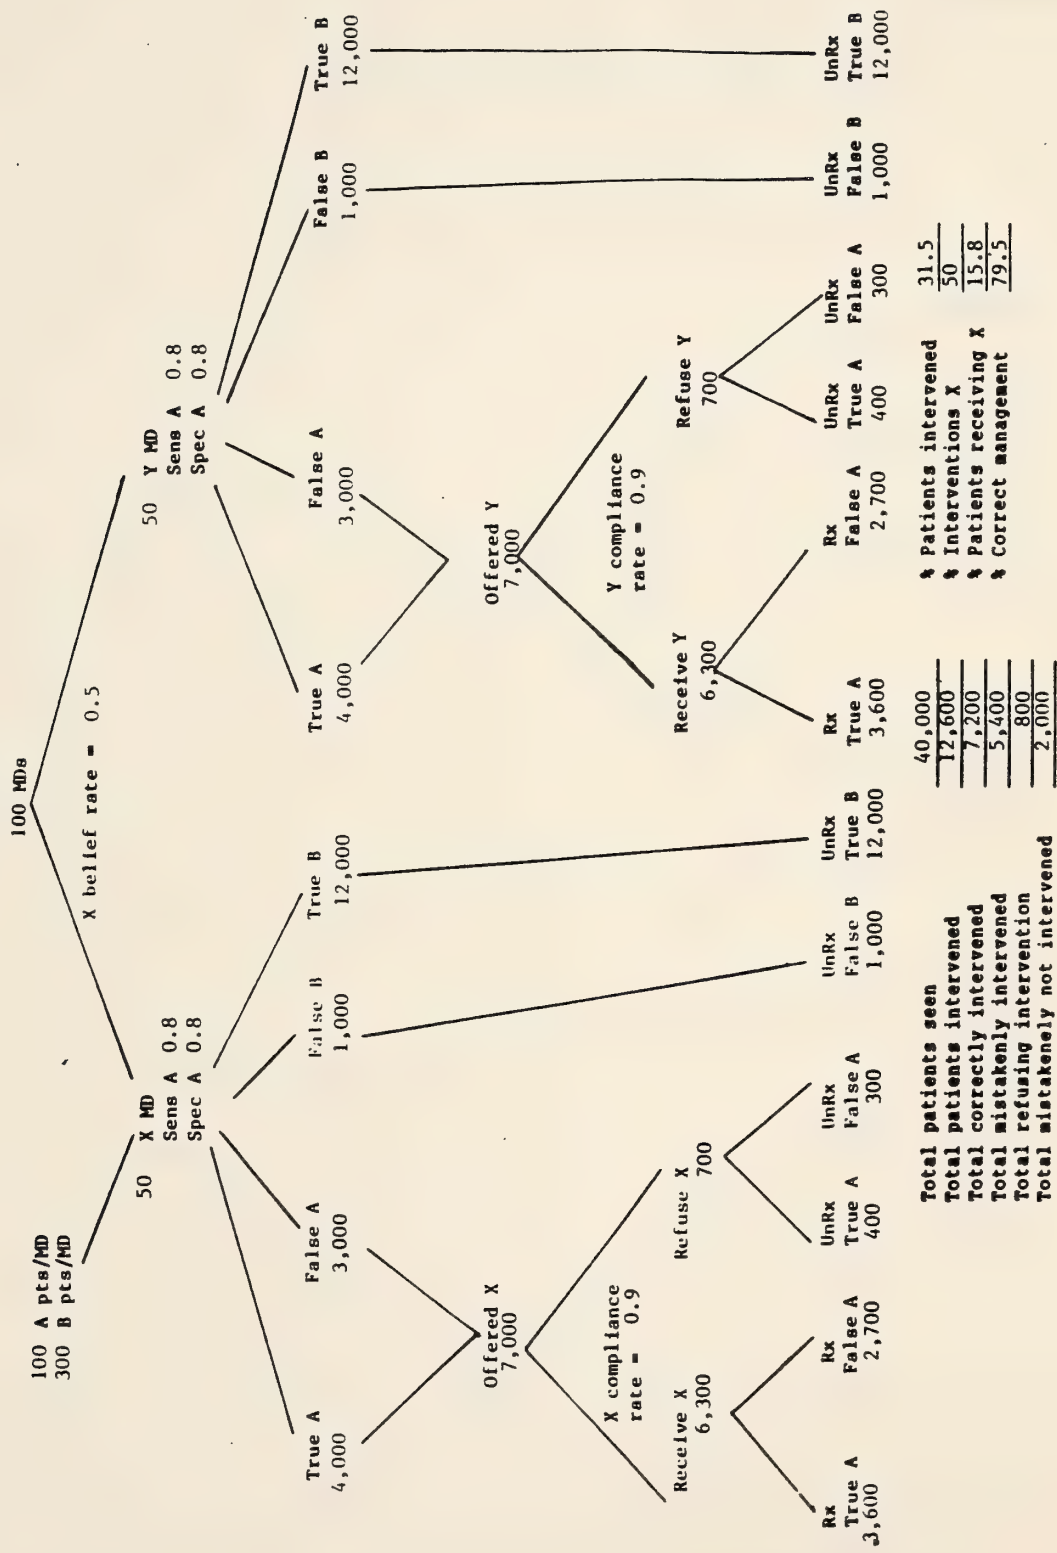 100 MDs
100 A pts/MD
300 B pts/MD
X belief rate = 0.5
50 X MD
Sens A 0.8
Spec A 0.8
50 Y MD
Sens A 0.8
Spec A 0.8
True A
4,000
False A
3,000
False B
1,000
True B
12,000
True A
4,000
False A
3,000
False B
1,000
True B
12,000
Offered X
7,000
Offered Y
7,000
X compliance
rate = 0.9
Y compliance
rate = 0.9
Receive X
6,300
Refuse X
700
Receive Y
6,300
Refuse Y
700
Rx
True A
3,600
Rx
False A
2,700
UnRx
True A
400
UnRx
False A
300
UnRx
False B
1,000
UnRx
True B
12,000
Rx
True A
3,600
Rx
False A
2,700
UnRx
True A
400
UnRx
False A
300
UnRx
False B
1,000
UnRx
True B
12,000
Total patients seen 40,000
Total patients intervened 12,600
Total correctly intervened 7,200
Total mistakenly intervened 5,400
Total refusing intervention 800
Total mistakenely not intervened 2,000
% Patients intervened 31.5
% Interventions X 50
% Patients receiving X 15.8
% Correct management 79.5